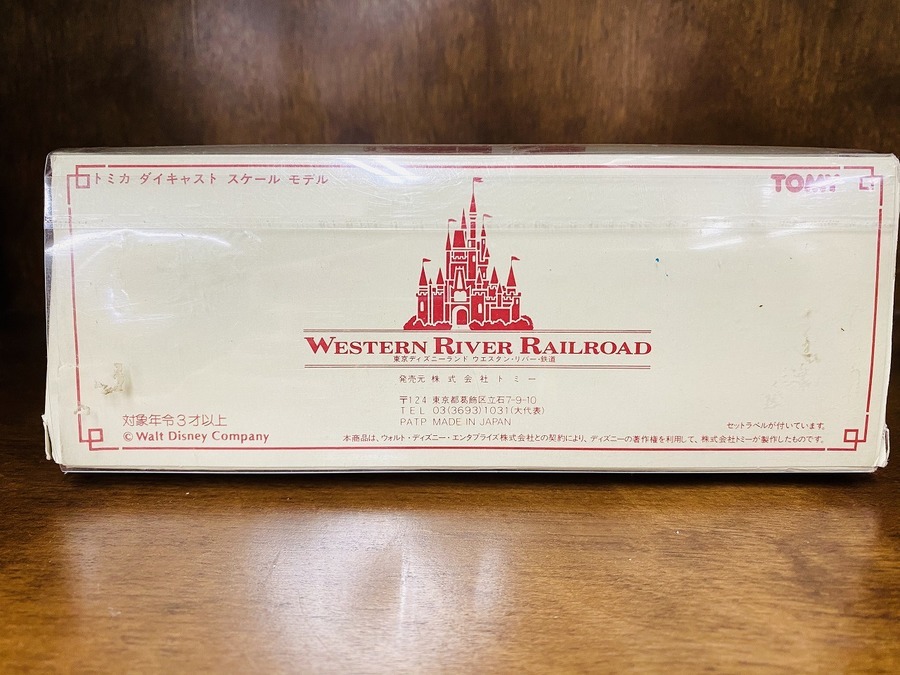 トミカ ダイキャスト スケール モデル
TOMY
WESTERN RIVER RAILROAD
東京ディズニーランド ウエスタン・リバー・鉄道
発売元 株式会社トミー
〒124 東京都葛飾区立石7-9-10
TEL 03(3693)1031(大代表)
PATP MADE IN JAPAN
対象年令3才以上
© Walt Disney Company
セットラベルが付いています。
本商品は、ウォルト・ディズニー・エンタプライズ株式会社との契約により、ディズニーの著作権を利用して、株式会社トミーが製作したものです。